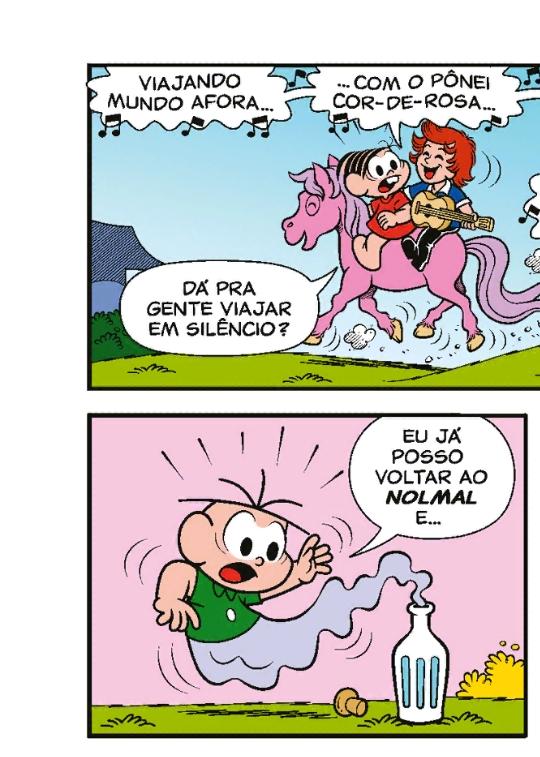 VIAJANDO
MUNDO AFORA...
...COM O PÔNEI
COR-DE-ROSA...
DÁ PRA
GENTE VIAJAR
EM SILÊNCIO?
EU JÁ
POSSO
VOLTAR AO
NOLMAL
E...